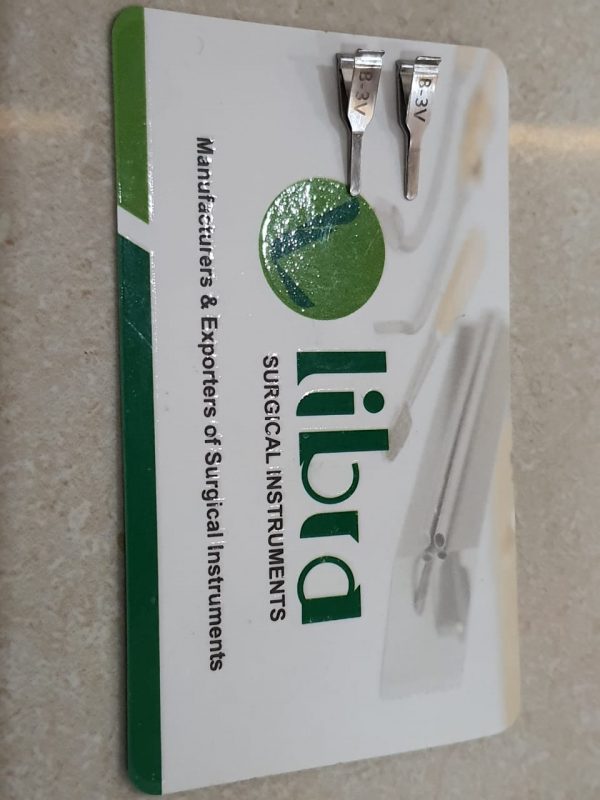 B-3V
B-3V
libra
SURGICAL INSTRUMENTS
Manufacturers & Exporters of Surgical Instruments